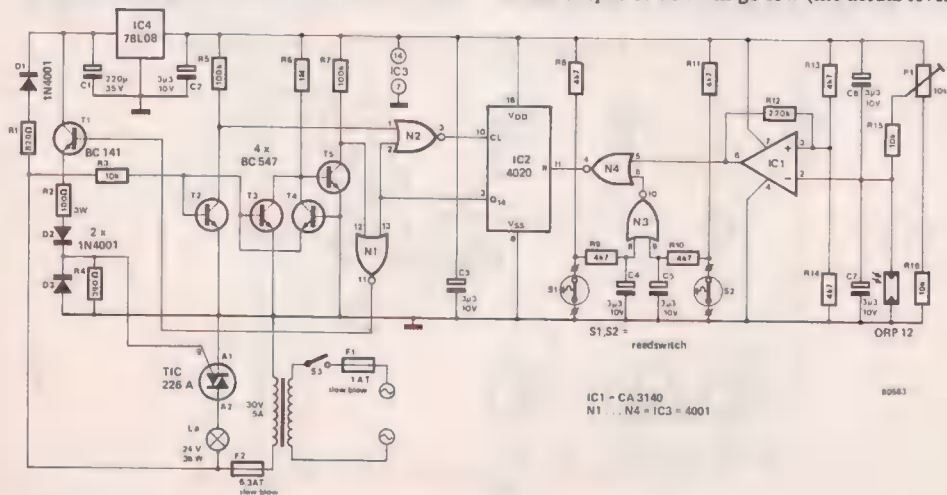 IC4
78L08
D1
1N4001
C1
220µ
35V
3µ3
10V
C2
R5
100k
R6
1M
R7
100k
14
IC3
7
R8
4k7
R11
4k7
R13
4k7
C6
3µ3
10V
P1
10k
R1
820Ω
T1
BC 141
R2
100Ω
3W
R3
10k
4 x
BC 547
T2
T3
T4
T5
1
2
3
N2
10
CL
16
VDD
IC2
4020
R
11
3
VSS
8
4
N4
5
6
10
N3
8
9
R12
220k
6
7
4
3
2
IC1
R15
10k
12
13
N1
11
D2
2 x
1N4001
D3
R4
390Ω
C3
3µ3
10V
R9
4k7
R10
4k7
S1
C4
3µ3
10V
C5
3µ3
10V
S2
R14
4k7
C7
3µ3
10V
R16
10k
ORP 12
S1, S2 =
reedswitch
TIC
226 A
g
A1
A2
La
24 V
36 W
30V
5A
S3
F1
1 AT
slow blow
F2
6,3AT
slow blow
IC1 = CA 3140
N1 ... N4 = IC3 = 4001
80563